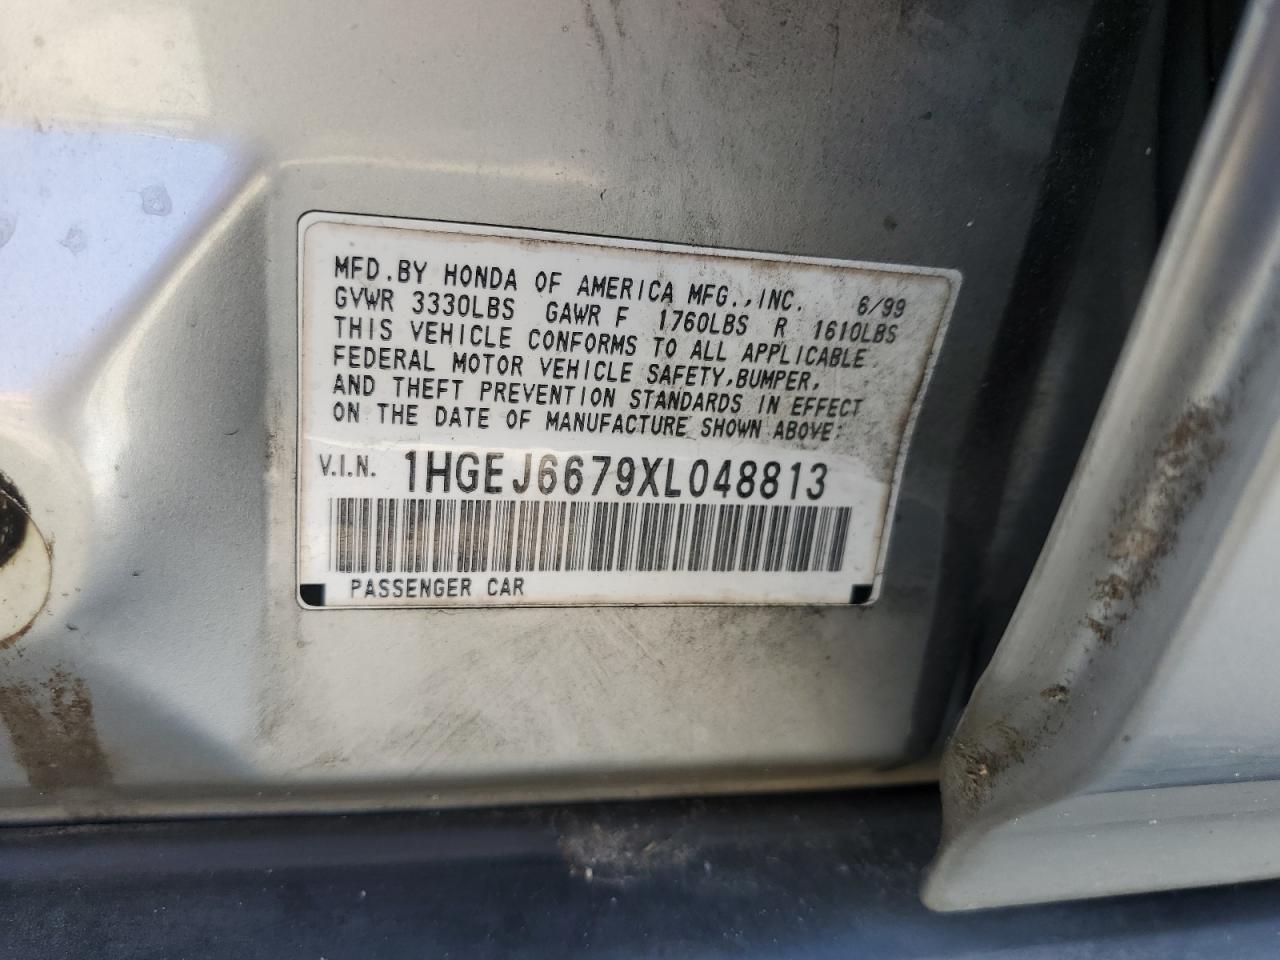 MFD. BY HONDA OF AMERICA MFG., INC. 6/99
GVWR 3330LBS GAWR F 1760LBS R 1610LBS
THIS VEHICLE CONFORMS TO ALL APPLICABLE
FEDERAL MOTOR VEHICLE SAFETY, BUMPER,
AND THEFT PREVENTION STANDARDS IN EFFECT
ON THE DATE OF MANUFACTURE SHOWN ABOVE.
V.I.N. 1HGEJ6679XL048813
PASSENGER CAR